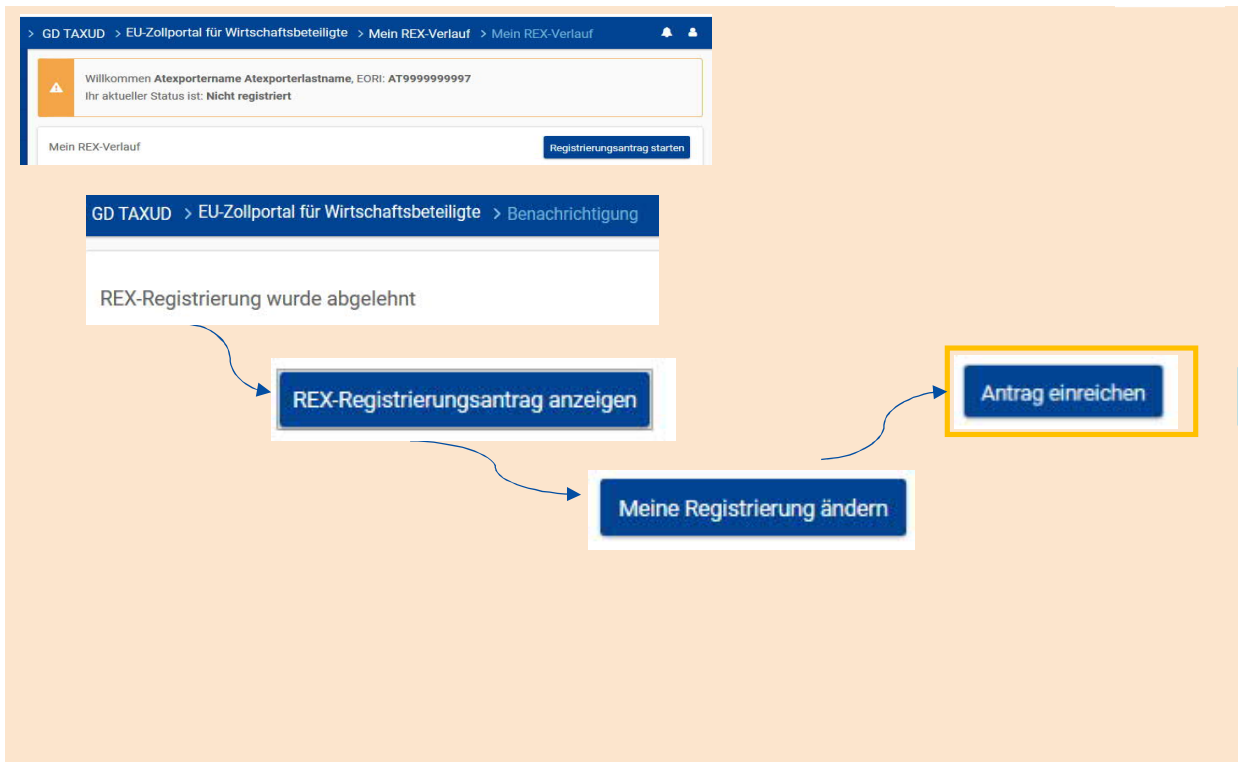 > GD TAXUD > EU-Zollportal für Wirtschaftsbeteiligte > Mein REX-Verlauf > Mein REX-Verlauf
Willkommen Atexportername Atexporterlastname, EORI: AT9999999997
Ihr aktueller Status ist: Nicht registriert
Mein REX-Verlauf Registrierungsantrag starten
GD TAXUD > EU-Zollportal für Wirtschaftsbeteiligte > Benachrichtigung
REX-Registrierung wurde abgelehnt
REX-Registrierungsantrag anzeigen
Antrag einreichen
Meine Registrierung ändern